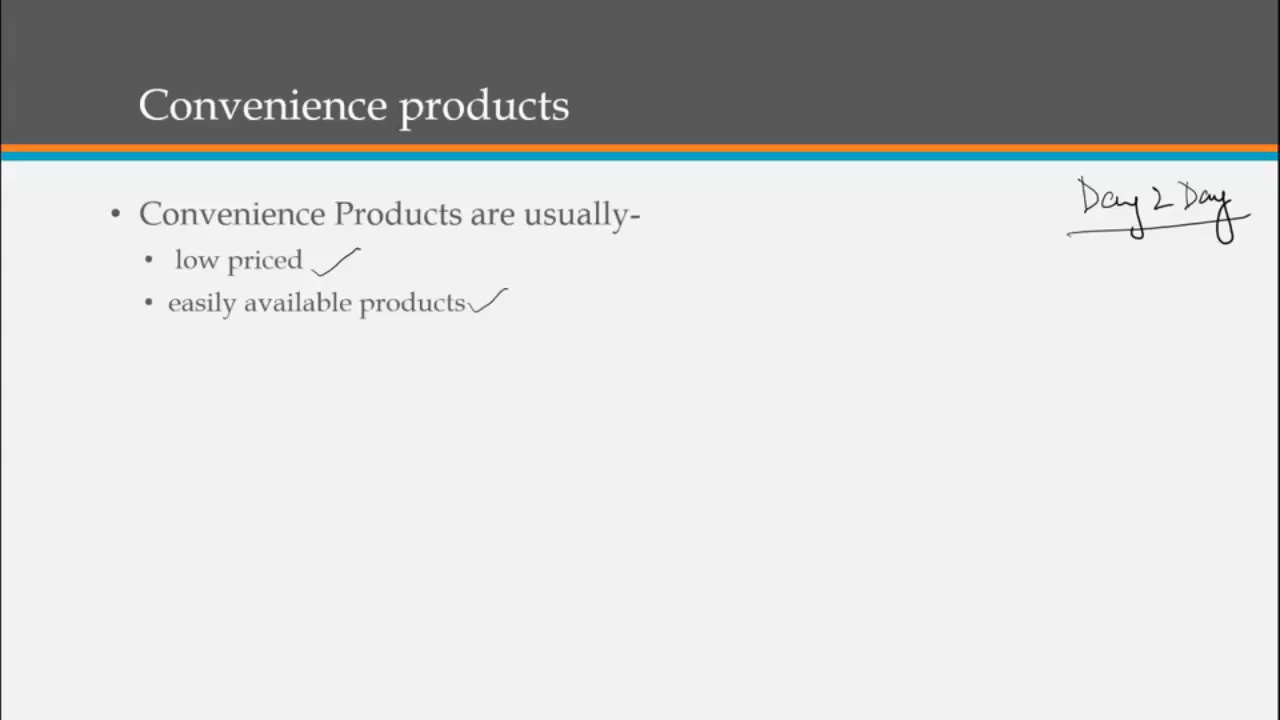 Convenience products
Day 2 Day
• Convenience Products are usually-
• low priced
• easily available products